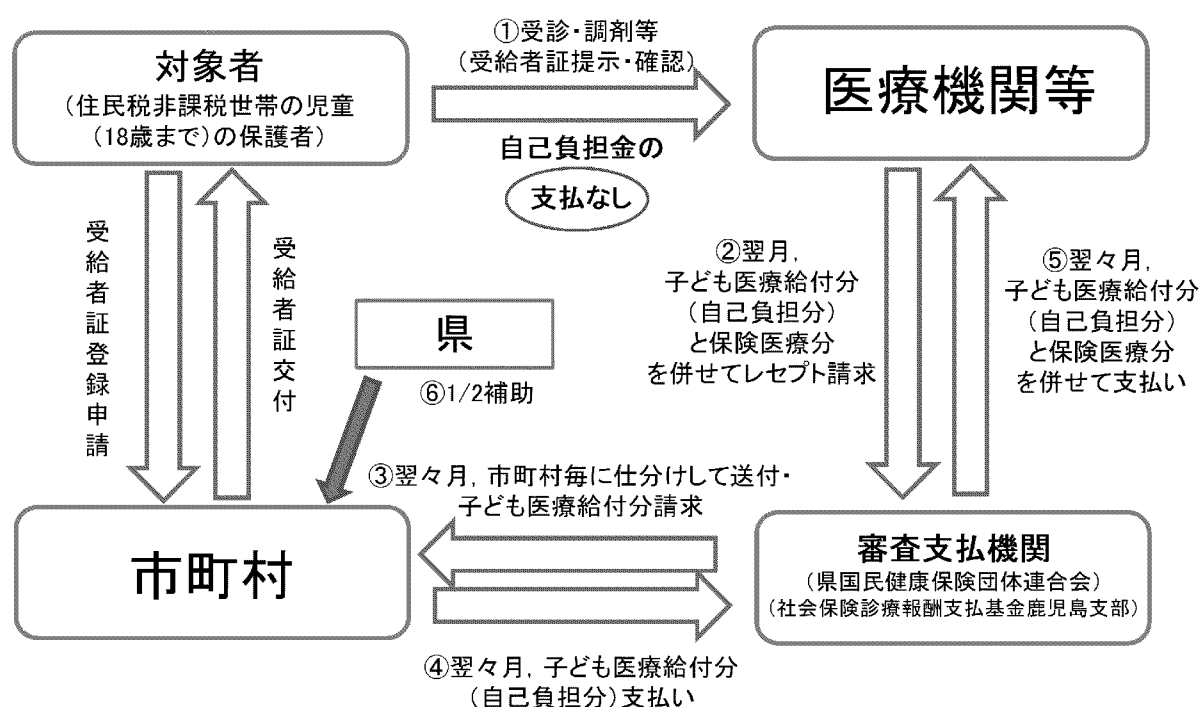 ①受診・調剤等
(受給者証提示・確認)
対象者
(住民税非課税世帯の児童
(18歳まで)の保護者)
医療機関等
自己負担金の
支払なし
受給者証登録申請
受給者証交付
②翌月,
子ども医療給付分
(自己負担分)
と保険医療分
を併せてレセプト請求
⑤翌々月,
子ども医療給付分
(自己負担分)
と保険医療分
を併せて支払い
県
⑥1/2補助
③翌々月, 市町村毎に仕分けして送付・
子ども医療給付分請求
市町村
審査支払機関
(県国民健康保険団体連合会)
(社会保険診療報酬支払基金鹿児島支部)
④翌々月, 子ども医療給付分
(自己負担分)支払い